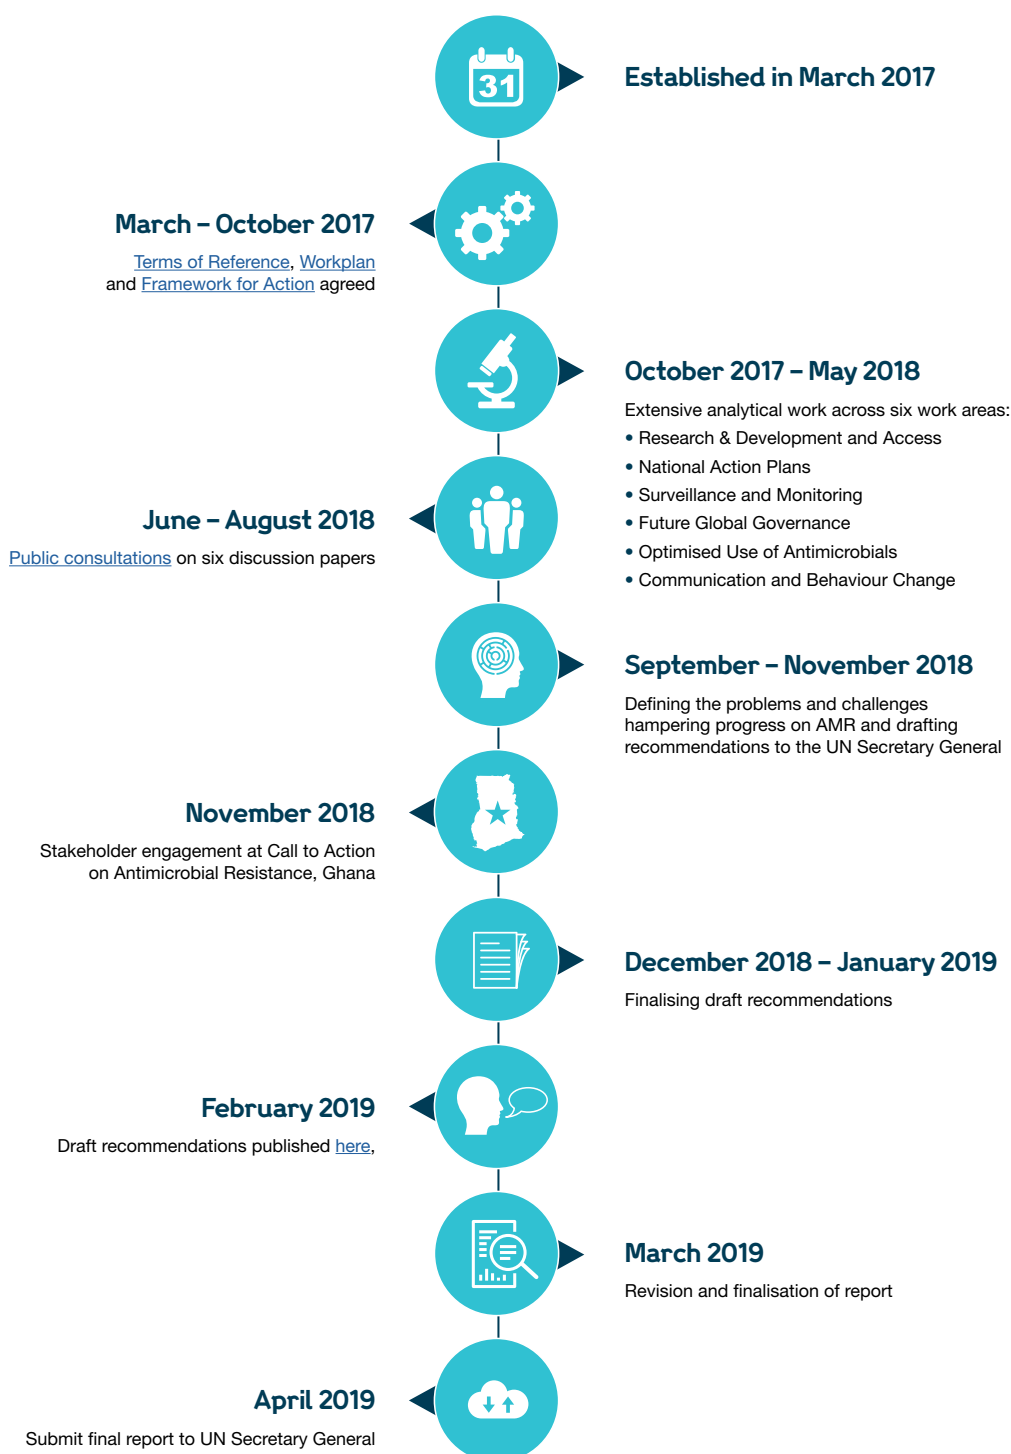 31
Established in March 2017
March – October 2017
Terms of Reference, Workplan
and Framework for Action agreed
October 2017 – May 2018
Extensive analytical work across six work areas:
• Research & Development and Access
• National Action Plans
• Surveillance and Monitoring
• Future Global Governance
• Optimised Use of Antimicrobials
• Communication and Behaviour Change
June – August 2018
Public consultations on six discussion papers
September – November 2018
Defining the problems and challenges
hampering progress on AMR and drafting
recommendations to the UN Secretary General
November 2018
Stakeholder engagement at Call to Action
on Antimicrobial Resistance, Ghana
December 2018 – January 2019
Finalising draft recommendations
February 2019
Draft recommendations published here,
March 2019
Revision and finalisation of report
April 2019
Submit final report to UN Secretary General